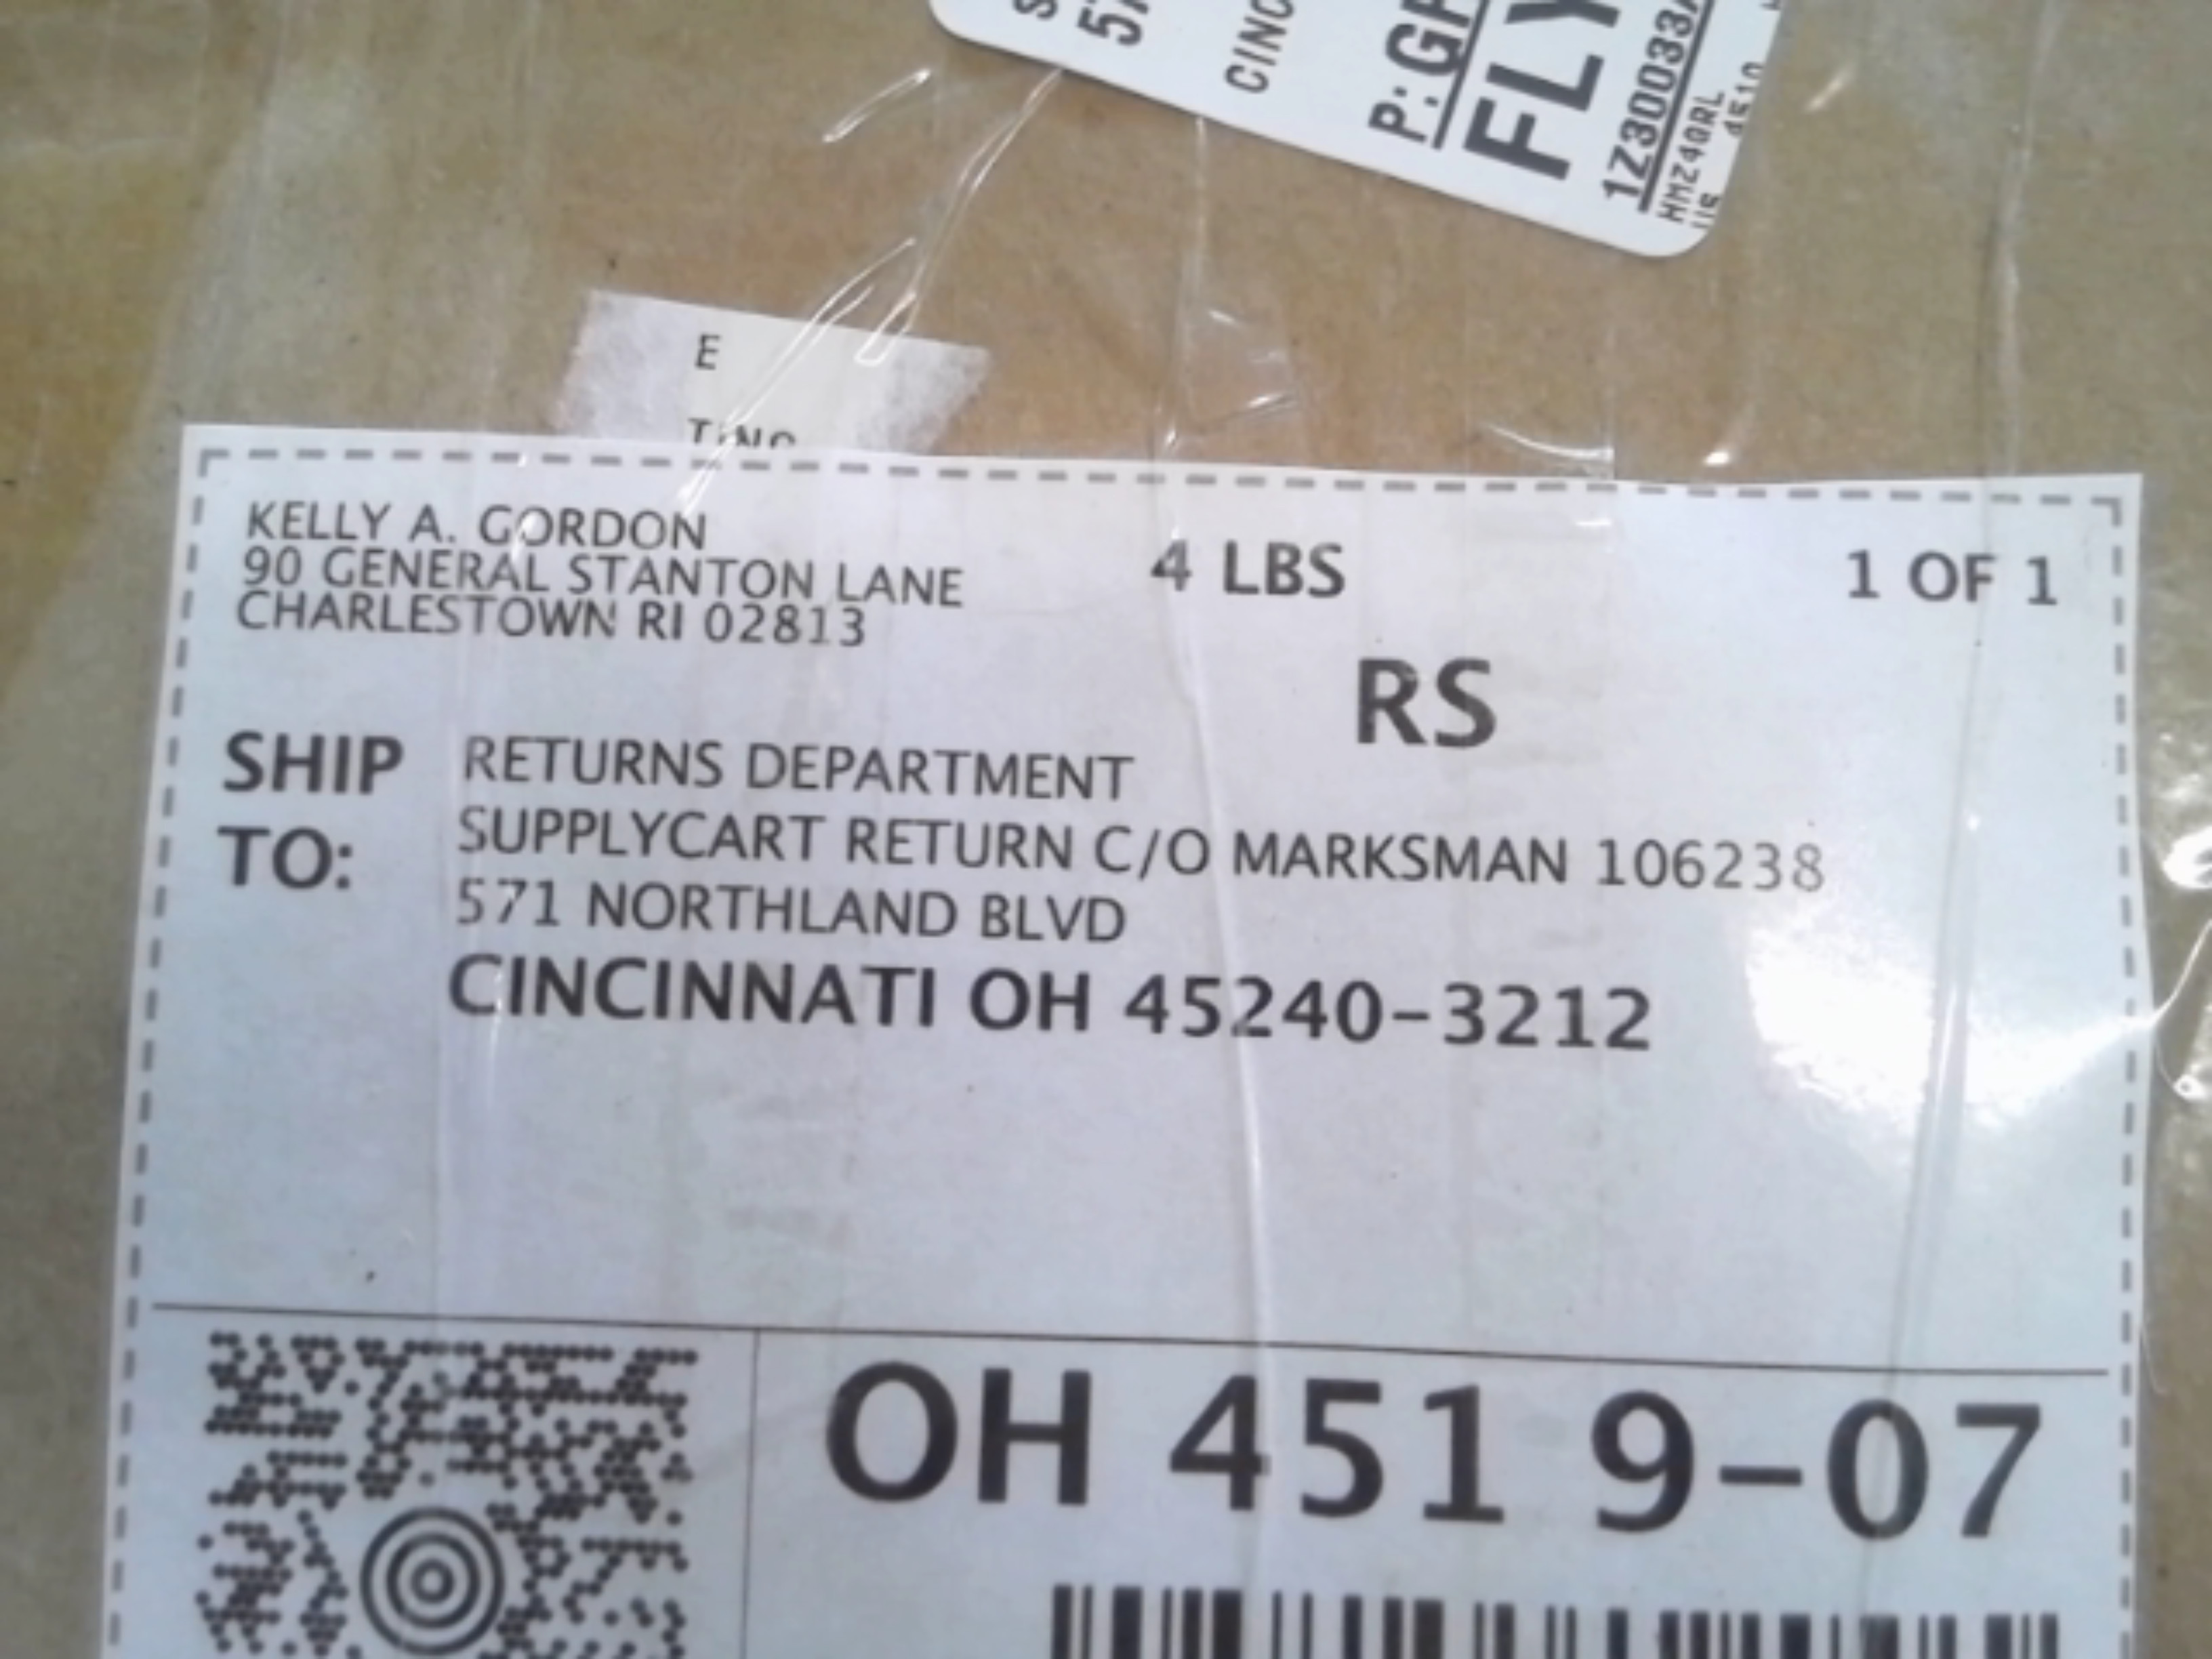 P: GF
FLY
1Z30033
HMZ40RL
E
KELLY A. GORDON
90 GENERAL STANTON LANE
CHARLESTOWN RI 02813
4 LBS
1 OF 1
RS
SHIP TO:
RETURNS DEPARTMENT
SUPPLYCART RETURN C/O MARKSMAN 106238
571 NORTHLAND BLVD
CINCINNATI OH 45240-3212
OH 451 9-07